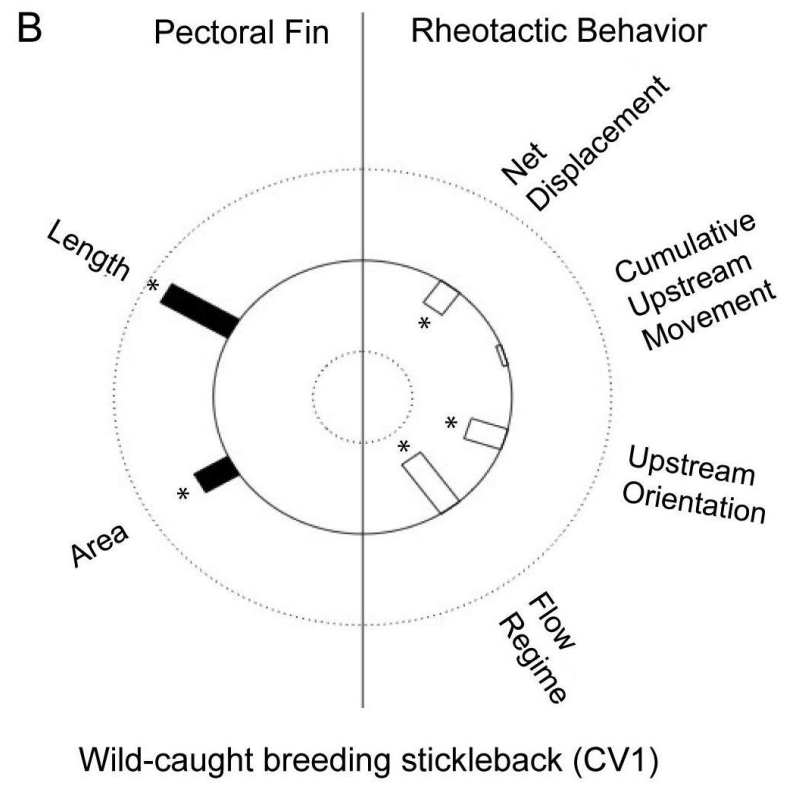 B
Pectoral Fin
Rheotactic Behavior
Net
Displacement
Length
*
Cumulative
Upstream
Movement
*
*
*
*
Upstream
Orientation
Area
Flow
Regime
Wild-caught breeding stickleback (CV1)